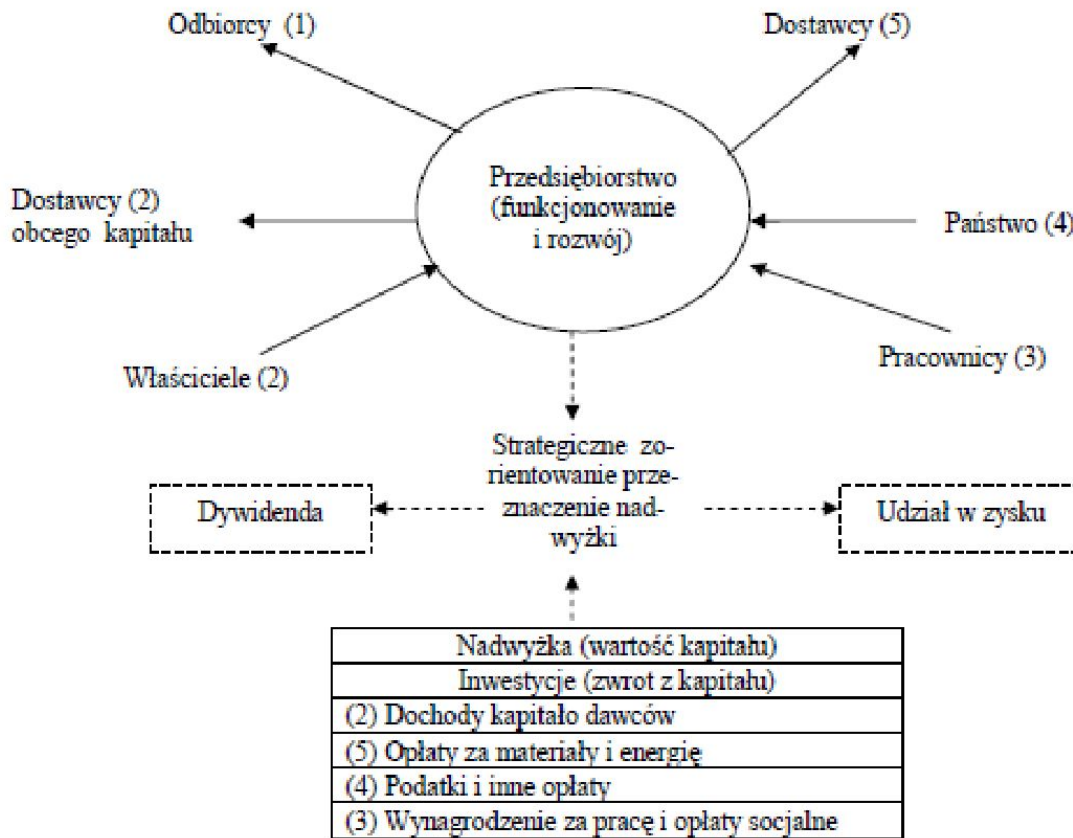 Odbiorcy (1)
Dostawcy (5)
Przedsiębiorstwo
(funkcjonowanie
i rozwój)
Dostawcy (2)
obcego kapitału
Państwo (4)
Właściciele (2)
Pracownicy (3)
Strategiczne zo-
rientowanie prze-
znaczenie nad-
wyżki
Dywidenda
Udział w zysku
Nadwyżka (wartość kapitału)
Inwestycje (zwrot z kapitału)
(2) Dochody kapitało dawców
(5) Opłaty za materiały i energię
(4) Podatki i inne opłaty
(3) Wynagrodzenie za pracę i opłaty socjalne